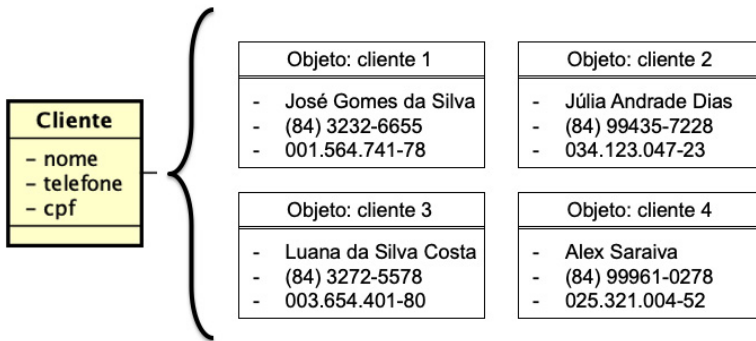 Cliente
– nome
– telefone
– cpf
Objeto: cliente 1
- José Gomes da Silva
- (84) 3232-6655
- 001.564.741-78
Objeto: cliente 2
- Júlia Andrade Dias
- (84) 99435-7228
- 034.123.047-23
Objeto: cliente 3
- Luana da Silva Costa
- (84) 3272-5578
- 003.654.401-80
Objeto: cliente 4
- Alex Saraiva
- (84) 99961-0278
- 025.321.004-52